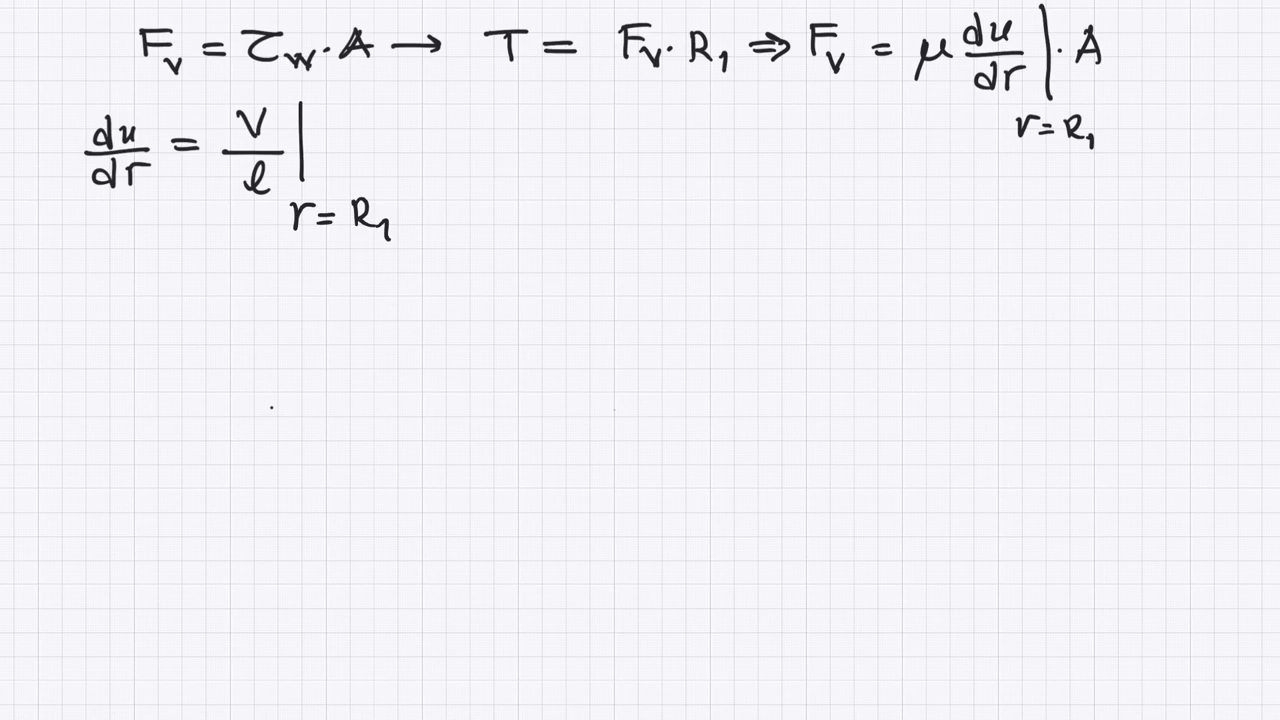 F_v = τ_w · A → T = F_v · R_1 ⇒ F_v = μ du/dr |_{r=R_1} · A
du/dr = V/ℓ |_{r=R_1}